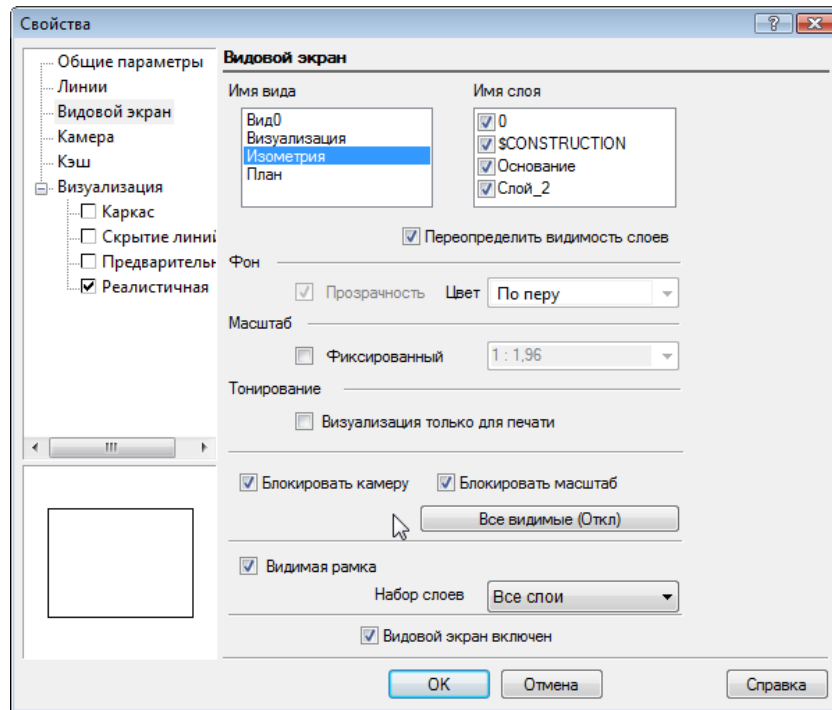 Свойства
Общие параметры
Линии
Видовой экран
Камера
Кэш
Визуализация
Каркас
Скрытие линий
Предварительн
Реалистичная
Видовой экран
Имя вида
Вид0
Визуализация
Изометрия
План
Имя слоя
0
$CONSTRUCTION
Основание
Слой_2
Переопределить видимость слоев
Фон
Прозрачность Цвет По перу
Масштаб
Фиксированный 1 : 1,96
Тонирование
Визуализация только для печати
Блокировать камеру Блокировать масштаб
Все видимые (Откл)
Видимая рамка
Набор слоев Все слои
Видовой экран включен
OK Отмена Справка